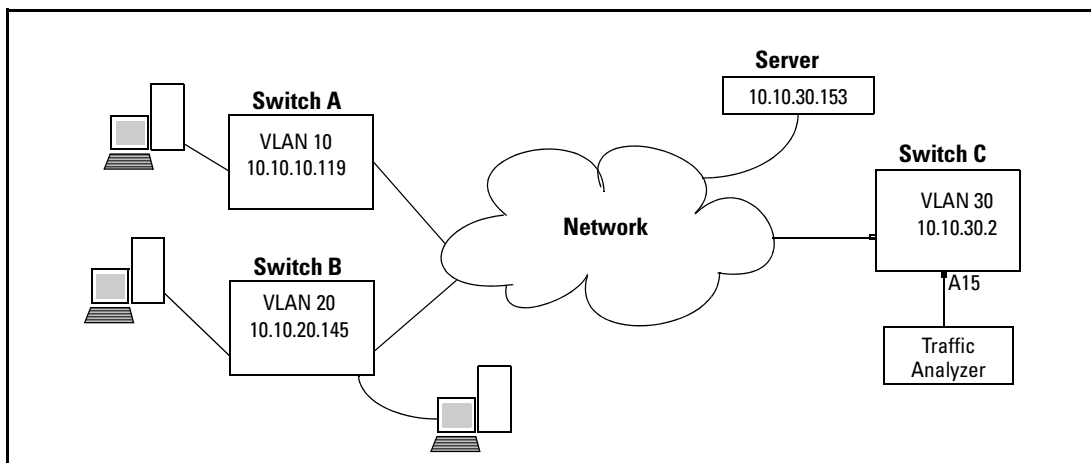 Server
10.10.30.153
Switch A
VLAN 10
10.10.10.119
Switch C
VLAN 30
10.10.30.2
Network
Switch B
VLAN 20
10.10.20.145
A15
Traffic
Analyzer